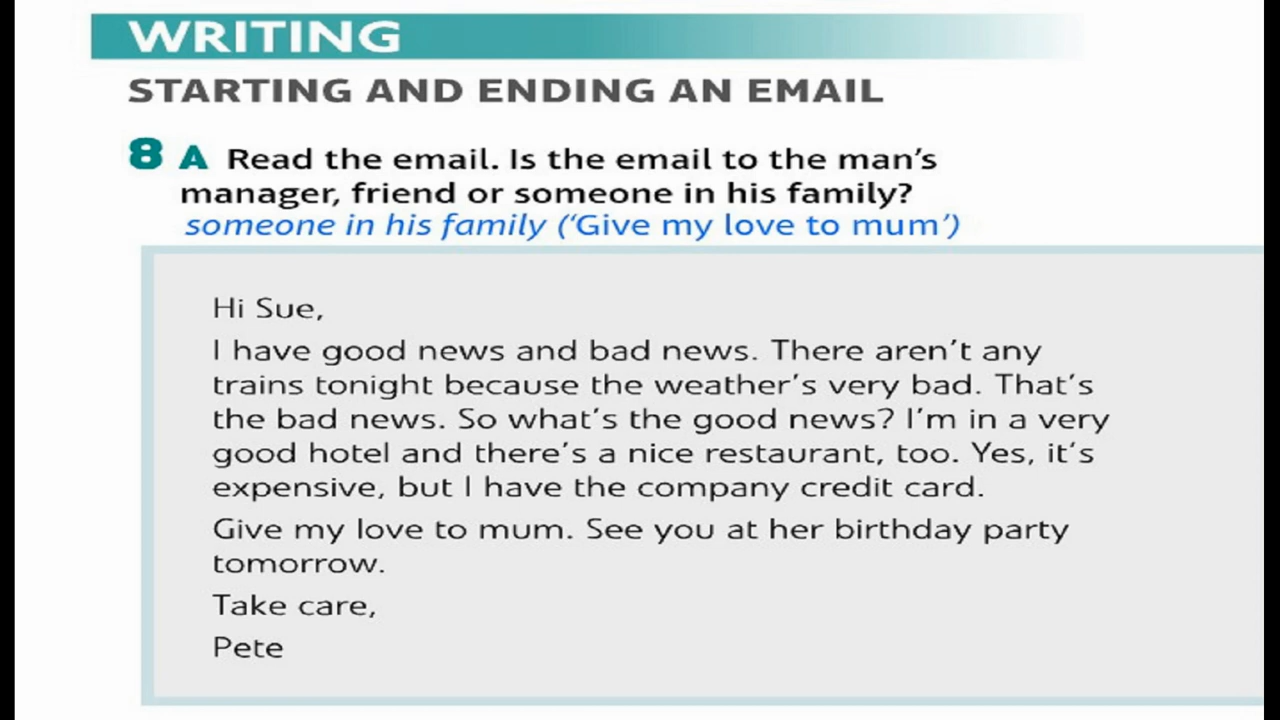 WRITING
STARTING AND ENDING AN EMAIL
8 A Read the email. Is the email to the man's
manager, friend or someone in his family?
someone in his family ('Give my love to mum')
Hi Sue,
I have good news and bad news. There aren't any
trains tonight because the weather's very bad. That's
the bad news. So what's the good news? I'm in a very
good hotel and there's a nice restaurant, too. Yes, it's
expensive, but I have the company credit card.
Give my love to mum. See you at her birthday party
tomorrow.
Take care,
Pete